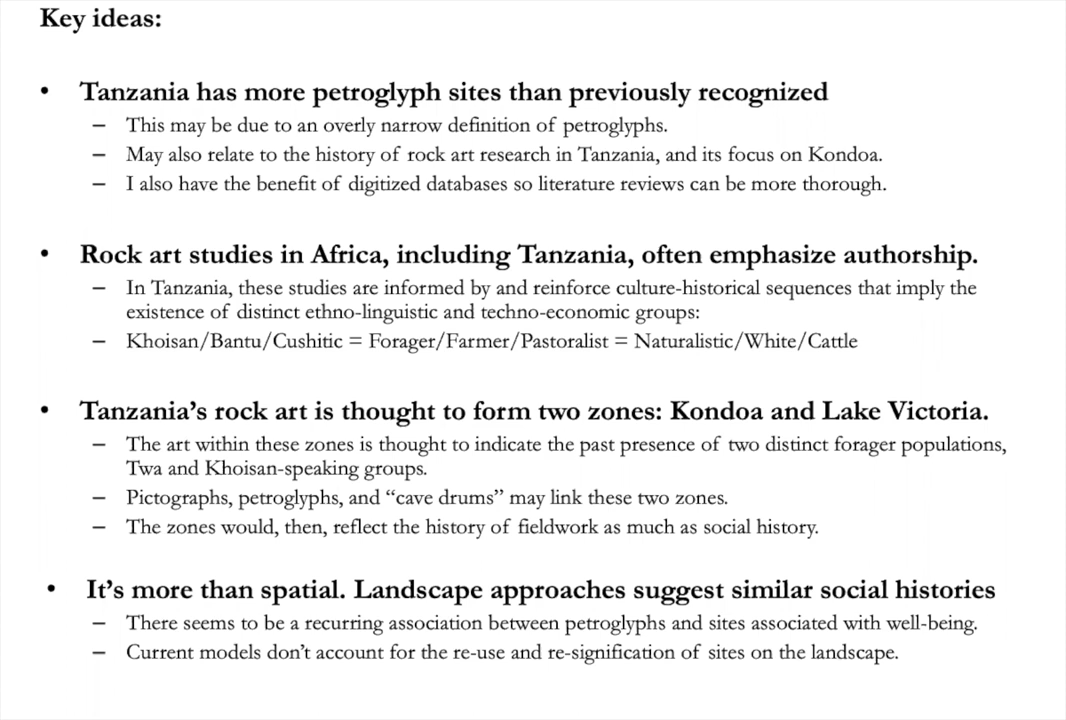 Key ideas:
• Tanzania has more petroglyph sites than previously recognized
– This may be due to an overly narrow definition of petroglyphs.
– May also relate to the history of rock art research in Tanzania, and its focus on Kondoa.
– I also have the benefit of digitized databases so literature reviews can be more thorough.
• Rock art studies in Africa, including Tanzania, often emphasize authorship.
– In Tanzania, these studies are informed by and reinforce culture-historical sequences that imply the
existence of distinct ethno-linguistic and techno-economic groups:
– Khoisan/Bantu/Cushitic = Forager/Farmer/Pastoralist = Naturalistic/White/Cattle
• Tanzania’s rock art is thought to form two zones: Kondoa and Lake Victoria.
– The art within these zones is thought to indicate the past presence of two distinct forager populations,
Twa and Khoisan-speaking groups.
– Pictographs, petroglyphs, and “cave drums” may link these two zones.
– The zones would, then, reflect the history of fieldwork as much as social history.
• It’s more than spatial. Landscape approaches suggest similar social histories
– There seems to be a recurring association between petroglyphs and sites associated with well-being.
– Current models don’t account for the re-use and re-signification of sites on the landscape.